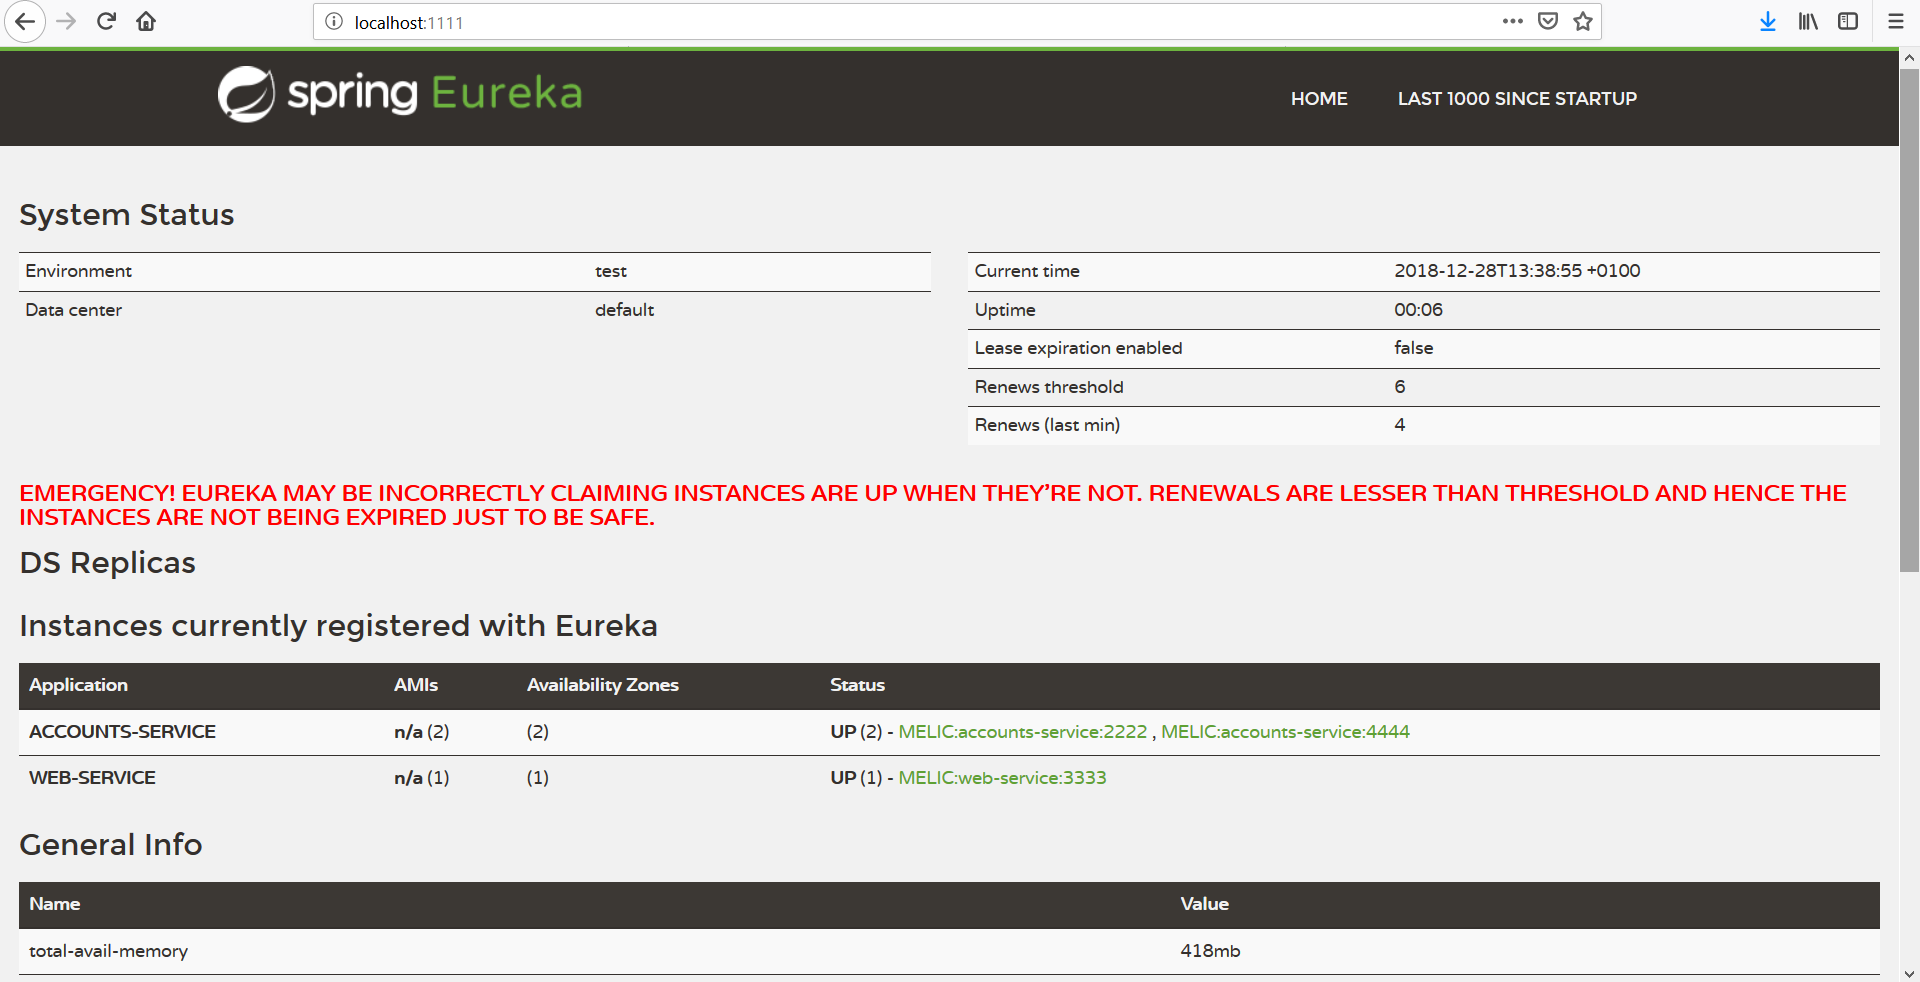 localhost:1111
spring Eureka
HOME LAST 1000 SINCE STARTUP
System Status
Environment test
Data center default
Current time 2018-12-28T13:38:55 +0100
Uptime 00:06
Lease expiration enabled false
Renews threshold 6
Renews (last min) 4
EMERGENCY! EUREKA MAY BE INCORRECTLY CLAIMING INSTANCES ARE UP WHEN THEY’RE NOT. RENEWALS ARE LESSER THAN THRESHOLD AND HENCE THE
INSTANCES ARE NOT BEING EXPIRED JUST TO BE SAFE.
DS Replicas
Instances currently registered with Eureka
Application AMIs Availability Zones Status
ACCOUNTS-SERVICE n/a (2) (2) UP (2) - MELIC:accounts-service:2222 , MELIC:accounts-service:4444
WEB-SERVICE n/a (1) (1) UP (1) - MELIC:web-service:3333
General Info
Name Value
total-avail-memory 418mb